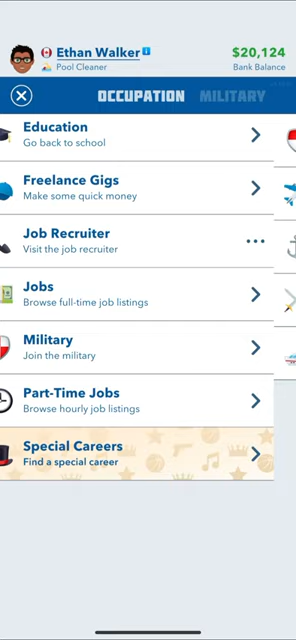 Ethan Walker
$20,124
Pool Cleaner
Bank Balance
OCCUPATION
MILITARY
Education
Go back to school
Freelance Gigs
Make some quick money
Job Recruiter
Visit the job recruiter
Jobs
Browse full-time job listings
Military
Join the military
Part-Time Jobs
Browse hourly job listings
Special Careers
Find a special career